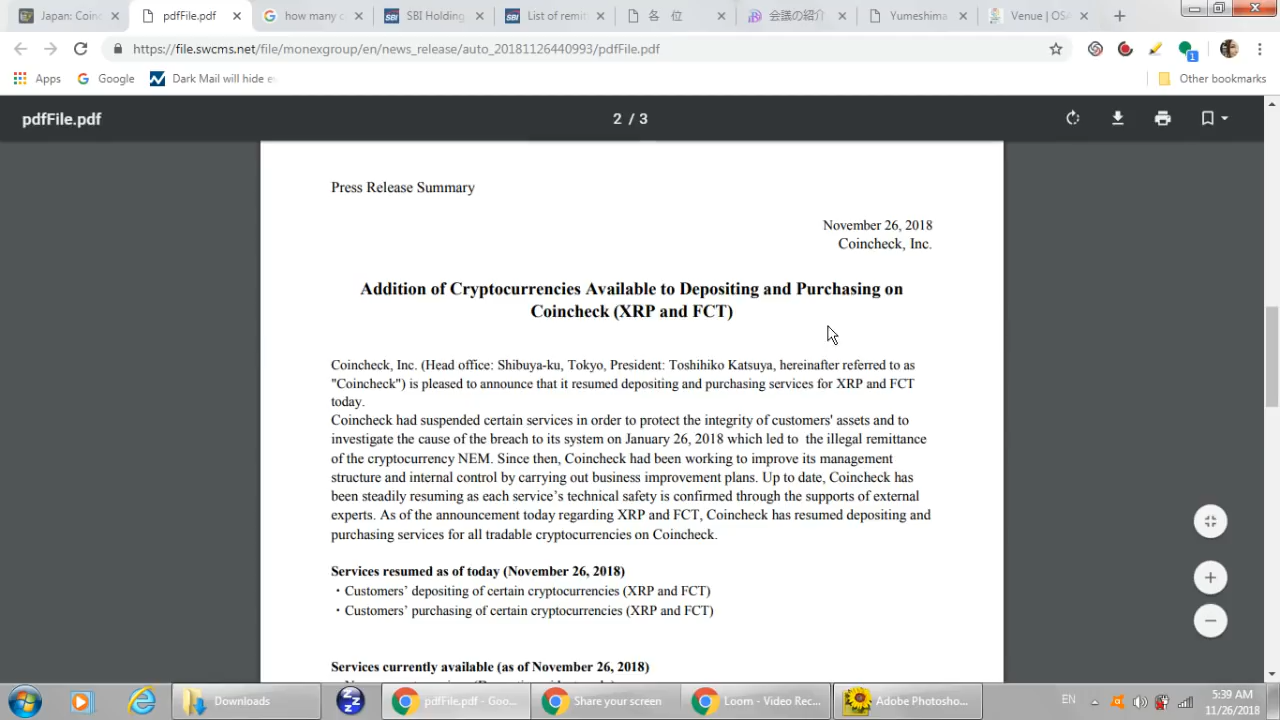 Japan: Coin
pdfFile.pdf
how many c
SBI Holding
List of remit
各 位
会議の紹介
Yumeshima
Venue | OSA
https://file.swcms.net/file/monexgroup/en/news_release/auto_20181126440993/pdfFile.pdf
1
Apps
Google
Dark Mail will hide e
Other bookmarks
pdfFile.pdf
2 / 3
Press Release Summary
November 26, 2018
Coincheck, Inc.
Addition of Cryptocurrencies Available to Depositing and Purchasing on
Coincheck (XRP and FCT)
Coincheck, Inc. (Head office: Shibuya-ku, Tokyo, President: Toshihiko Katsuya, hereinafter referred to as
"Coincheck") is pleased to announce that it resumed depositing and purchasing services for XRP and FCT
today.
Coincheck had suspended certain services in order to protect the integrity of customers' assets and to
investigate the cause of the breach to its system on January 26, 2018 which led to the illegal remittance
of the cryptocurrency NEM. Since then, Coincheck had been working to improve its management
structure and internal control by carrying out business improvement plans. Up to date, Coincheck has
been steadily resuming as each service's technical safety is confirmed through the supports of external
experts. As of the announcement today regarding XRP and FCT, Coincheck has resumed depositing and
purchasing services for all tradable cryptocurrencies on Coincheck.
Services resumed as of today (November 26, 2018)
・Customers' depositing of certain cryptocurrencies (XRP and FCT)
・Customers' purchasing of certain cryptocurrencies (XRP and FCT)
Services currently available (as of November 26, 2018)
Downloads
pdfFile.pdf - Goo...
Share your screen
Loom - Video Rec...
Adobe Photosho...
EN
5:39 AM
11/26/2018